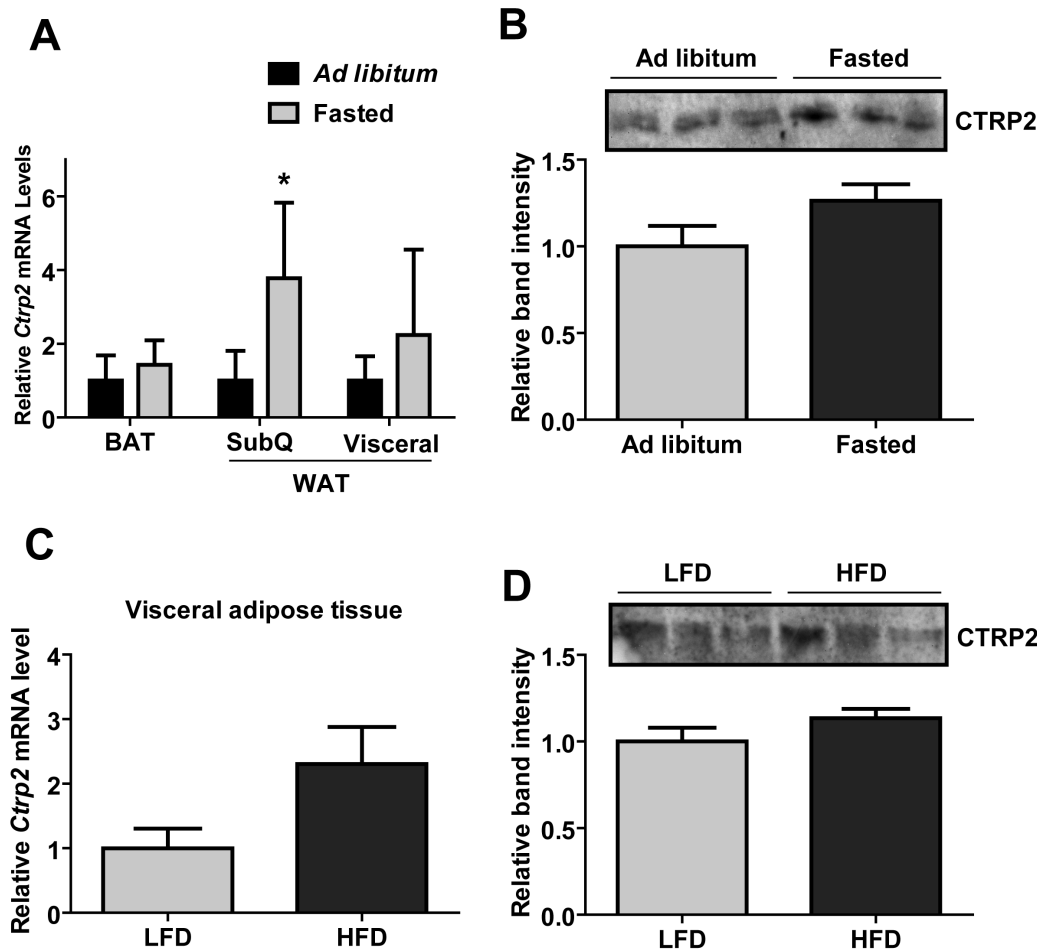 A
Ad libitum
Fasted
Relative Ctrp2 mRNA Levels
6
4
2
0
BAT
SubQ
Visceral
WAT
*
B
Ad libitum
Fasted
CTRP2
Relative band intensity
1.5
1.0
0.5
0.0
Ad libitum
Fasted
C
Visceral adipose tissue
Relative Ctrp2 mRNA level
4
3
2
1
0
LFD
HFD
D
LFD
HFD
CTRP2
Relative band intensity
1.5
1.0
0.5
0.0
LFD
HFD